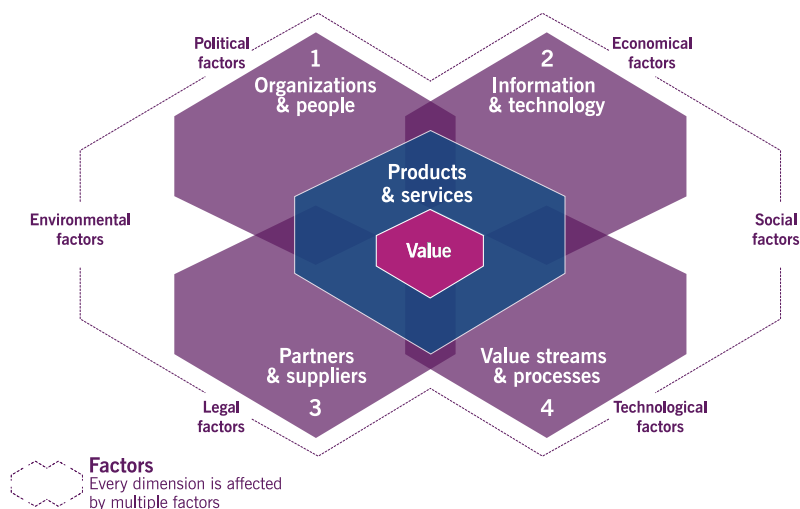 Political
factors
1
Organizations
& people
2
Information
& technology
Economical
factors
Products
& services
Environmental
factors
Value
Social
factors
Partners
& suppliers
3
Value streams
& processes
4
Legal
factors
Technological
factors
Factors
Every dimension is affected
by multiple factors